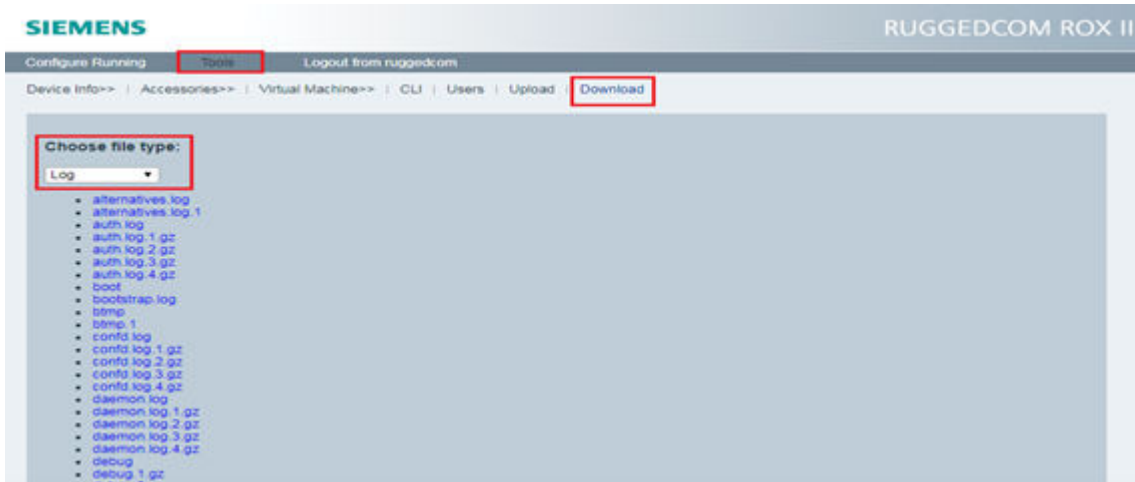 SIEMENS
RUGGEDCOM ROX II
Configure Running Tools Logout from ruggedcom
Device Info>> | Accessories>> | Virtual Machine>> | CLI | Users | Upload | Download
Choose file type:
Log
alternatives.log
alternatives.log.1
auth.log
auth.log.1.gz
auth.log.2.gz
auth.log.3.gz
auth.log.4.gz
boot
bootstrap.log
btmp
btmp.1
confd.log
confd.log.1.gz
confd.log.2.gz
confd.log.3.gz
confd.log.4.gz
daemon.log
daemon.log.1.gz
daemon.log.2.gz
daemon.log.3.gz
daemon.log.4.gz
debug
debug.1.gz